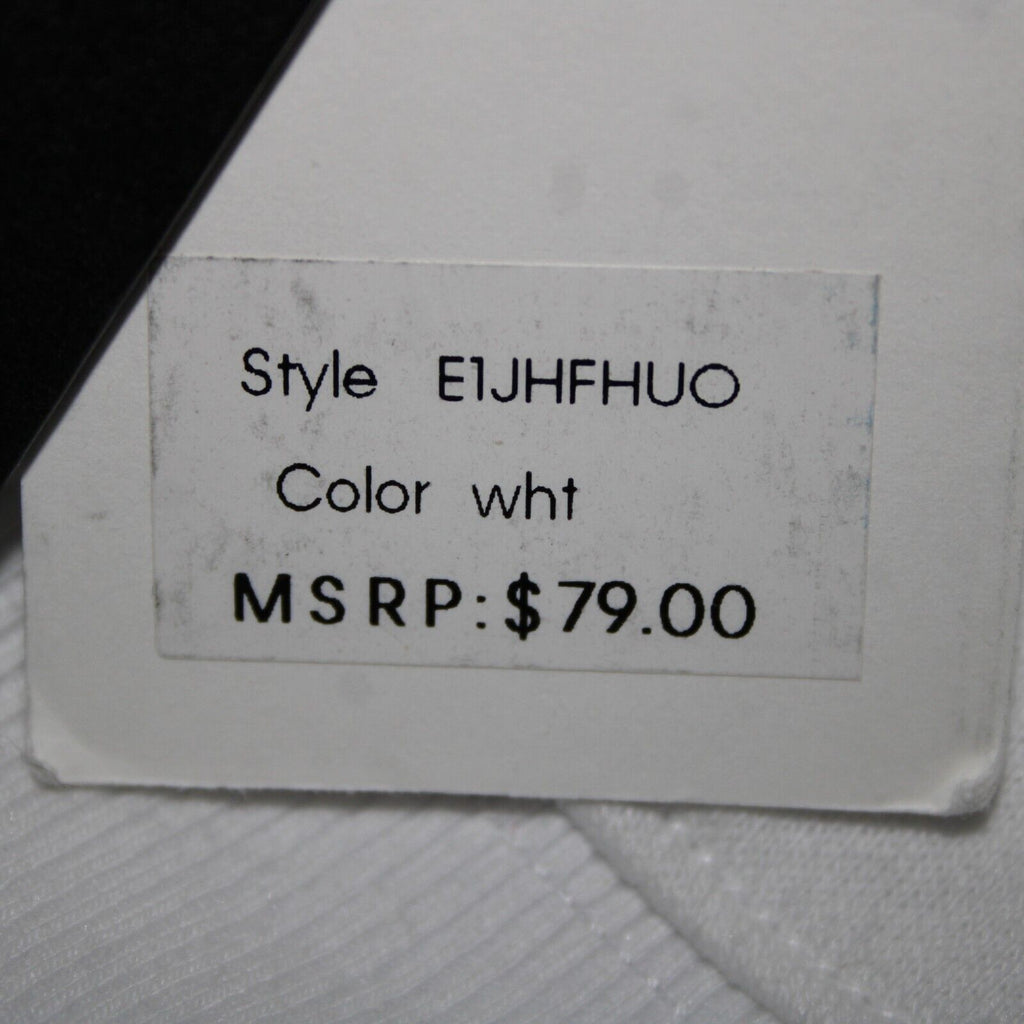 Style E1JHFHUO
Color wht
MSRP: $79.00